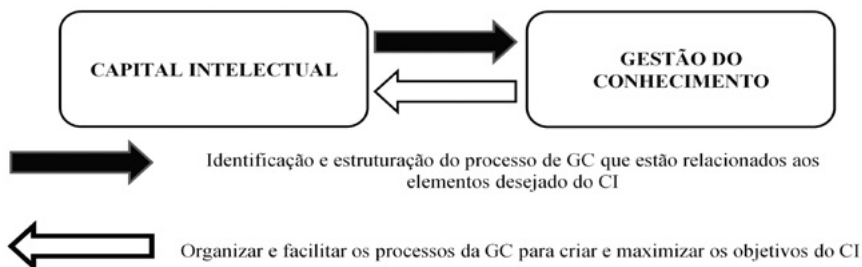 CAPITAL INTELECTUAL
GESTÃO DO
CONHECIMENTO
Identificação e estruturação do processo de GC que estão relacionados aos
elementos desejado do CI
Organizar e facilitar os processos da GC para criar e maximizar os objetivos do CI